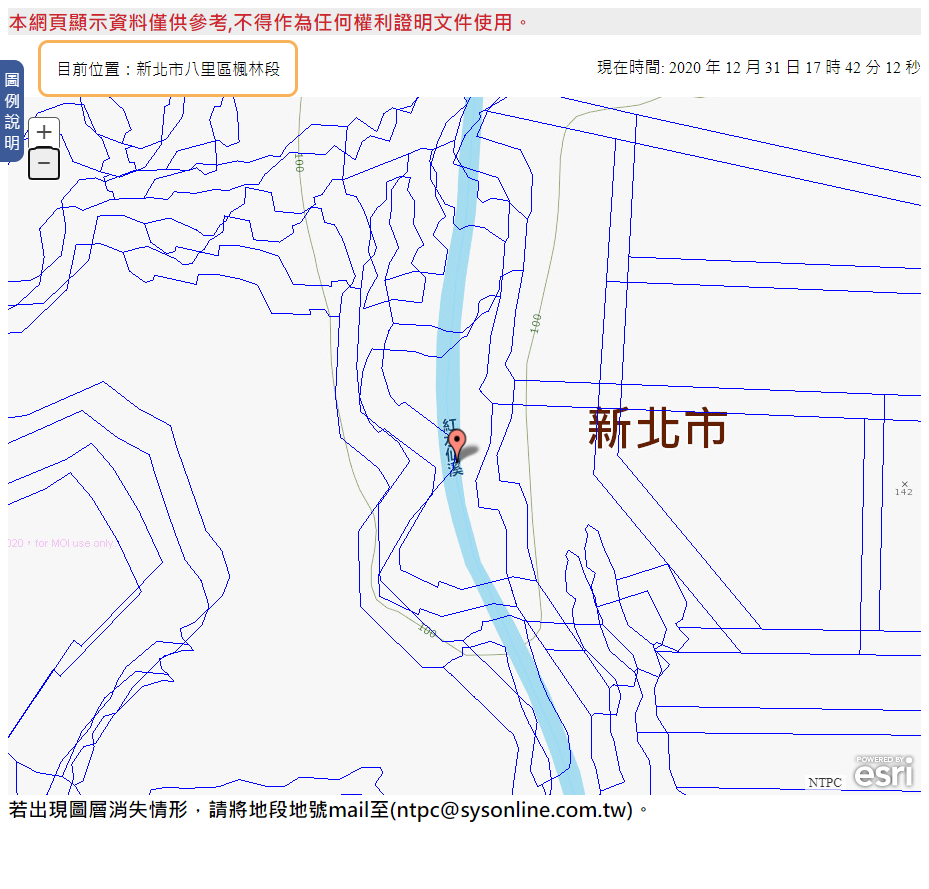 本網頁顯示資料僅供參考,不得作為任何權利證明文件使用。
目前位置：新北市八里區楓林段
現在時間: 2020 年 12 月 31 日 17 時 42 分 12 秒
圖例說明
+
−
100
100
新北市
紅水仙溪
142
020，for MOI use only
100
POWERED BY
esri
NTPC
若出現圖層消失情形，請將地段地號mail至(ntpc@sysonline.com.tw)。